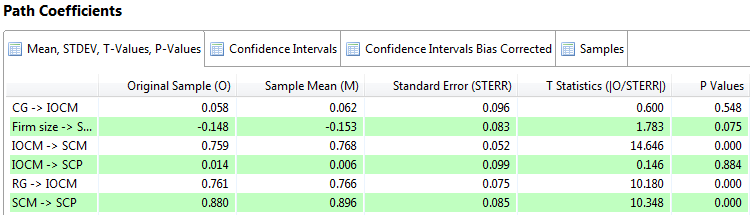 Path Coefficients
Mean, STDEV, T-Values, P-Values Confidence Intervals Confidence Intervals Bias Corrected Samples
Original Sample (O) Sample Mean (M) Standard Error (STERR) T Statistics (|O/STERR|) P Values
CG -> IOCM 0.058 0.062 0.096 0.600 0.548
Firm size -> S... -0.148 -0.153 0.083 1.783 0.075
IOCM -> SCM 0.759 0.768 0.052 14.646 0.000
IOCM -> SCP 0.014 0.006 0.099 0.146 0.884
RG -> IOCM 0.761 0.766 0.075 10.180 0.000
SCM -> SCP 0.880 0.896 0.085 10.348 0.000